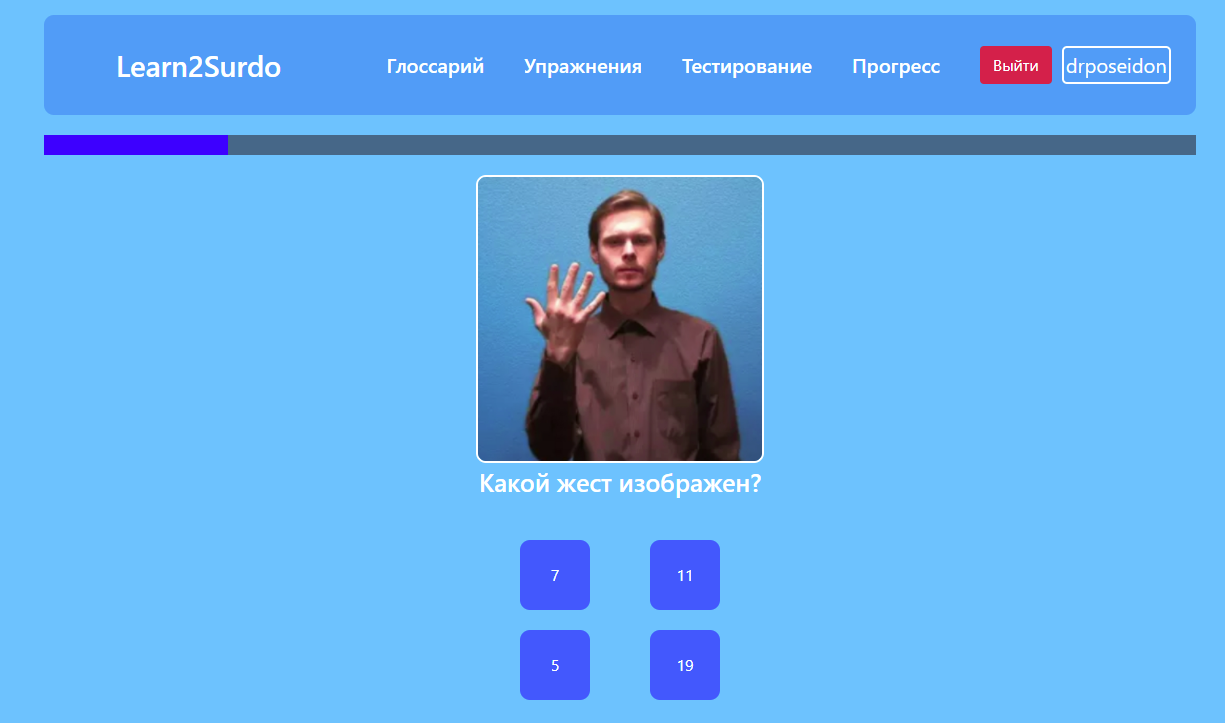 Learn2Surdo Глоссарий Упражнения Тестирование Прогресс Выйти drposeidon
Какой жест изображен?
7 11
5 19